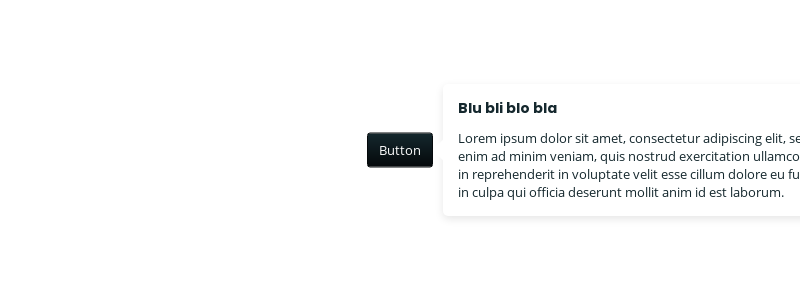 Button
Blu bli blo bla
Lorem ipsum dolor sit amet, consectetur adipiscing elit,
enim ad minim veniam, quis nostrud exercitation
in reprehenderit in voluptate velit esse cillum dolore eu
in culpa qui officia deserunt mollit anim id est laborum.